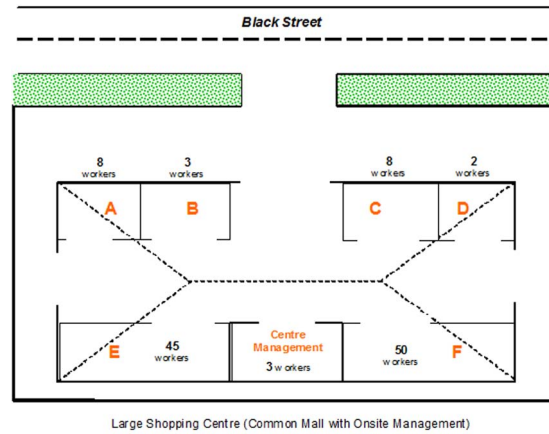 Black Street
8
workers
3
workers
8
workers
2
workers
A
B
C
D
E
45
workers
Centre
Management
3 workers
50
workers
F
Large Shopping Centre (Common Mall with Onsite Management)